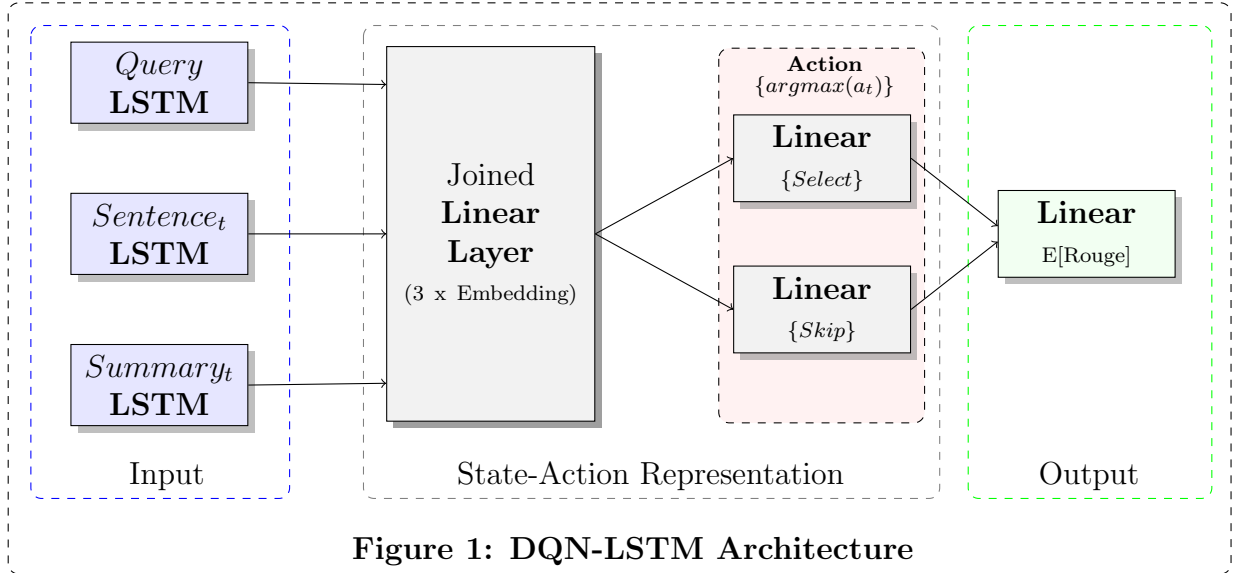 Query
LSTM
Sentence_t
LSTM
Summary_t
LSTM
Input
Joined
Linear
Layer
(3 x Embedding)
Action
{argmax(a_t)}
Linear
{Select}
Linear
{Skip}
State-Action Representation
Linear
E[Rouge]
Output
Figure 1: DQN-LSTM Architecture